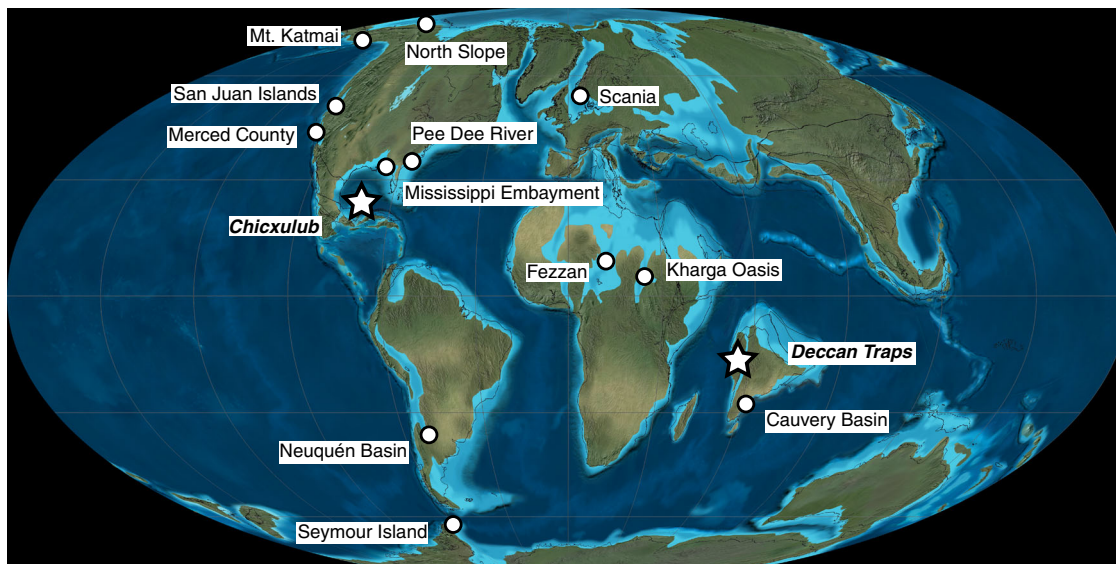 Mt. Katmai
North Slope
San Juan Islands
Scania
Merced County
Pee Dee River
Mississippi Embayment
Chicxulub
Fezzan
Kharga Oasis
Deccan Traps
Cauvery Basin
Neuquén Basin
Seymour Island